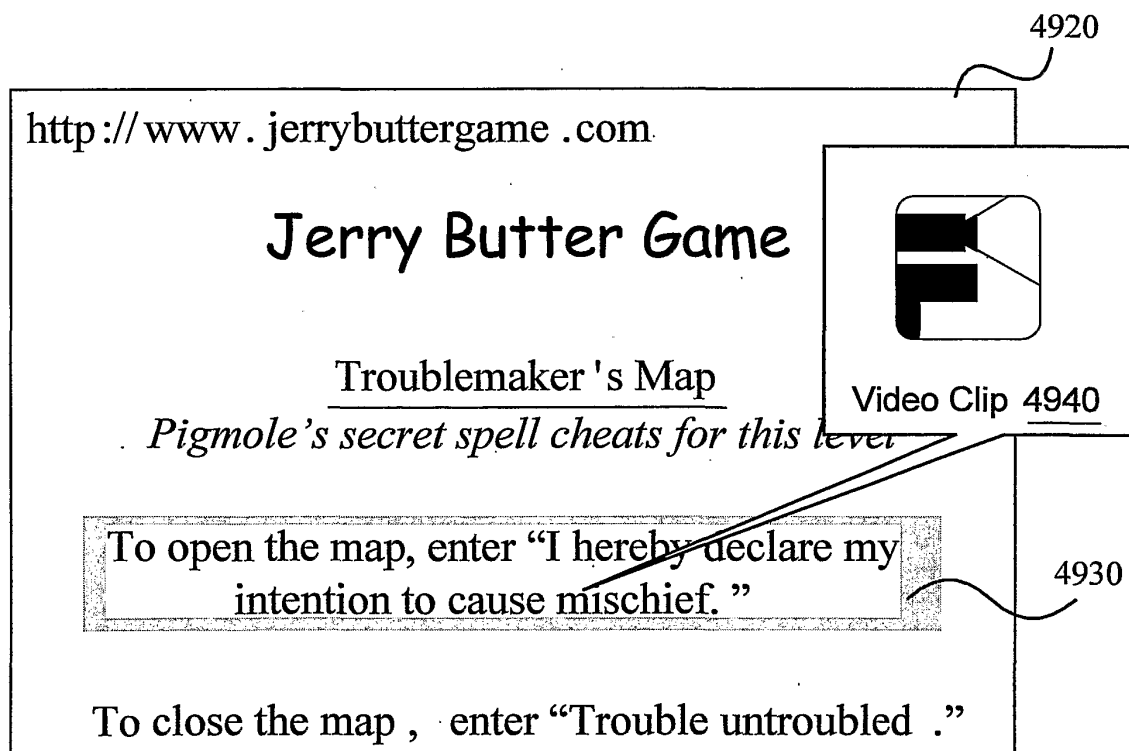 4920
http://www.jerrybuttergame.com
Jerry Butter Game
Troublemaker's Map
Pigmole's secret spell cheats for this level
Video Clip 4940
To open the map, enter “I hereby declare my
intention to cause mischief.”
4930
To close the map, enter “Trouble untroubled.”